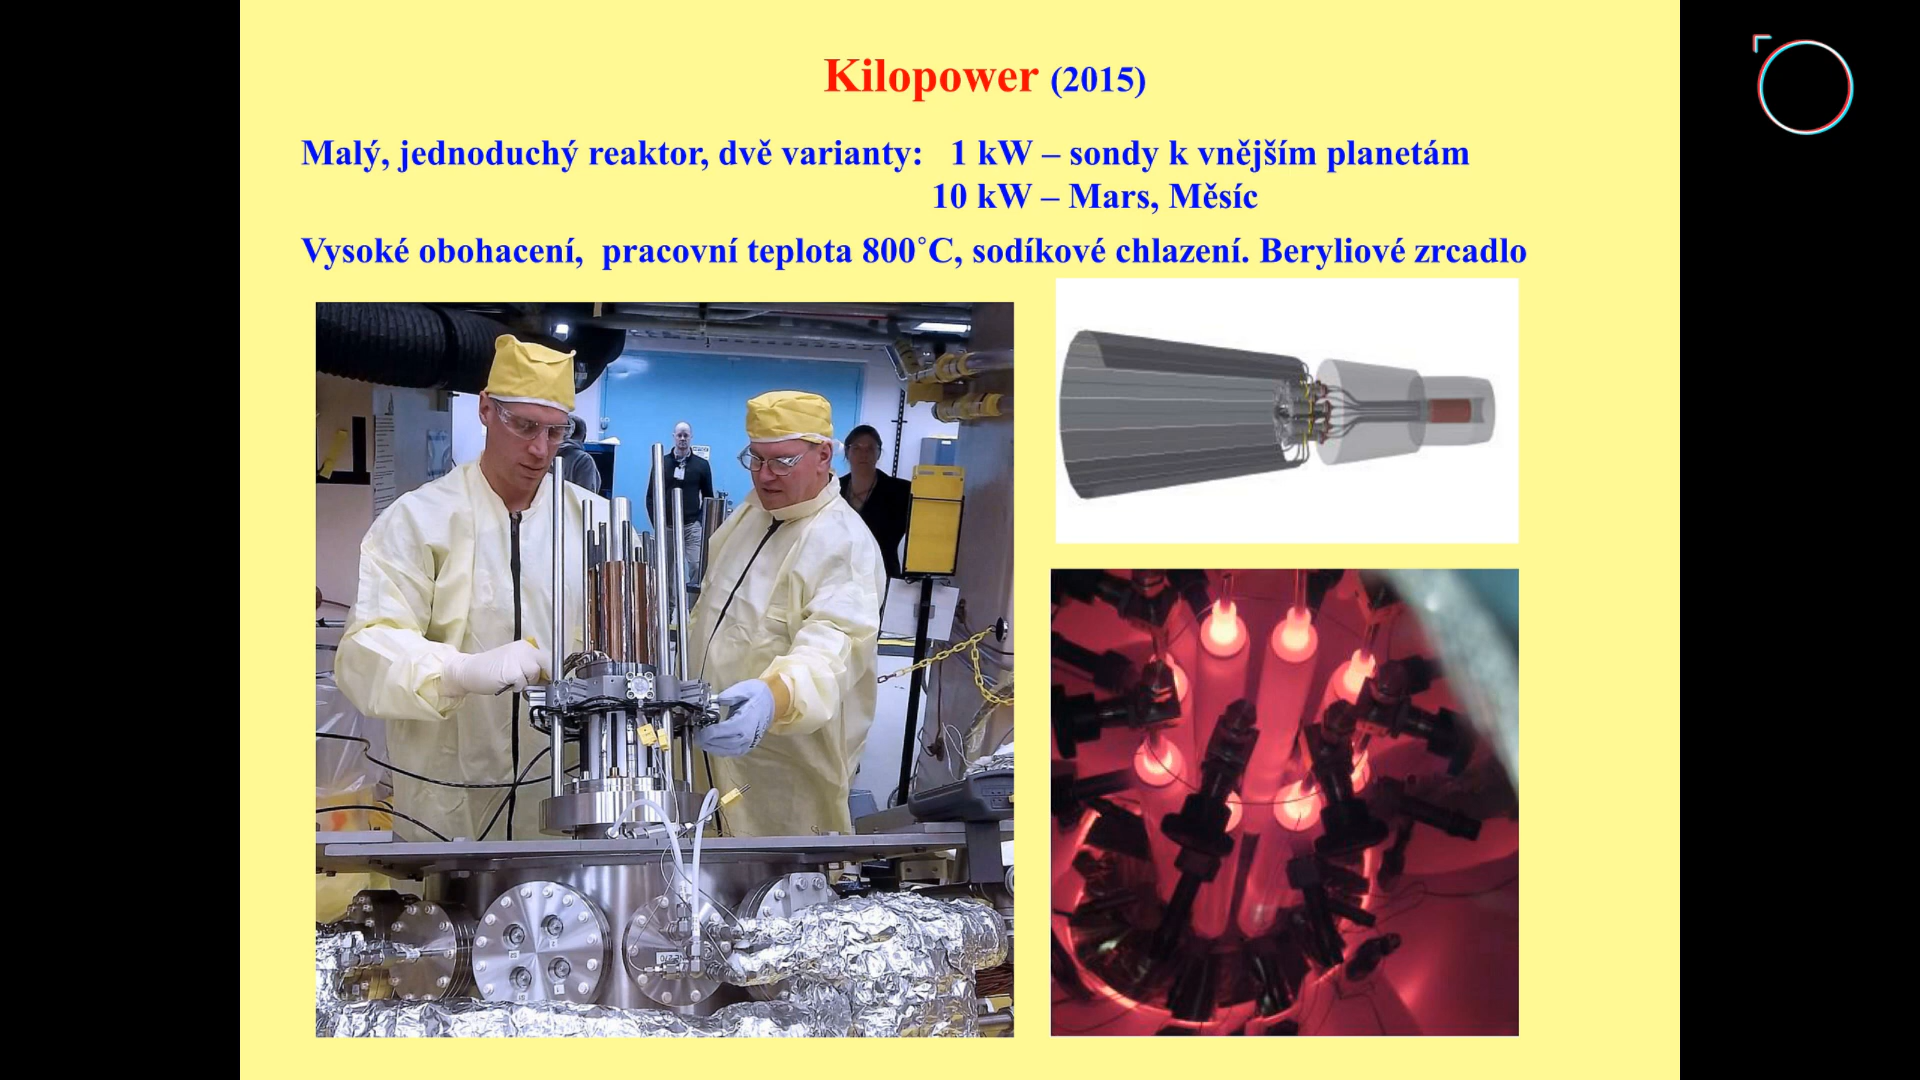 Kilopower (2015)
Malý, jednoduchý reaktor, dvě varianty: 1 kW – sondy k vnějším planetám
10 kW – Mars, Měsíc
Vysoké obohacení, pracovní teplota 800˚C, sodíkové chlazení. Beryliové zrcadlo